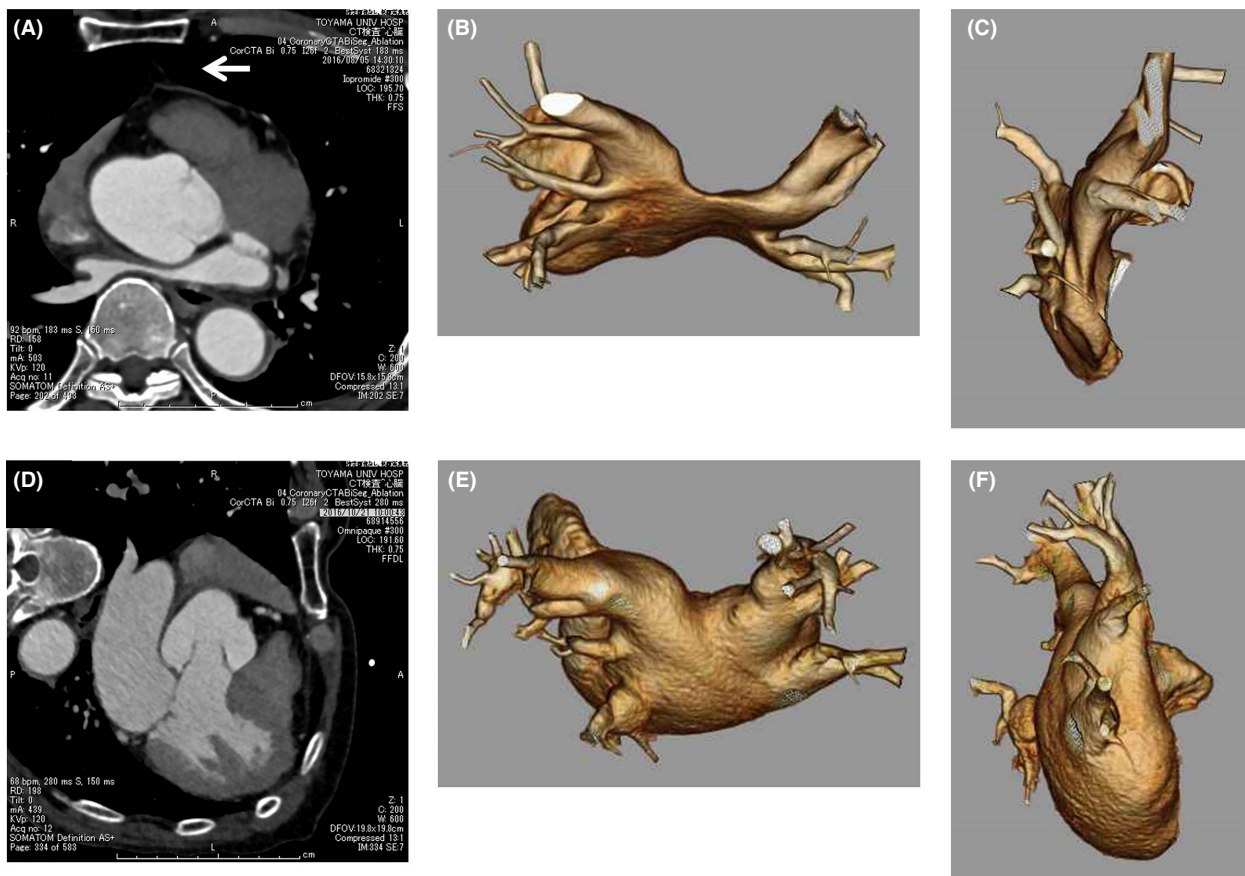 (A)
A
TOYAMA UNIV HOSP
CT検査^心臓
04_CoronaryCTABiSeg_Ablation
CorCTA Bi 0.75 I26f 2 BestSyst 183 ms
2016/08/05 14:30:10
68321324
Iopromide #300
LOC: 195.70
THK: 0.75
FFS
R
L
92 bpm, 183 ms S, 150 ms
RD: 158
Tilt: 0
mA: 503
KVp: 120
Acq no: 11
SOMATOM Definition AS+
Page: 202 of 403
P
cm
Z: 1
C: 200
W: 600
DFOV:15.8x15.8cm
Compressed 13:1
IM:202 SE:7
(B)
(C)
(D)
R
TOYAMA UNIV HOSP
CT検査^心臓
04_CoronaryCTABiSeg_Ablation
CorCTA Bi 0.75 I26f 2 BestSyst 280 ms
2016/10/21 10:00:43
68914556
Omnipaque #300
LOC: 191.60
THK: 0.75
FFDL
P
A
68 bpm, 280 ms S, 150 ms
RD: 198
Tilt: 0
mA: 439
KVp: 120
Acq no: 12
SOMATOM Definition AS+
Page: 334 of 583
L
cm
Z: 1
C: 200
W: 600
DFOV:19.8x19.8cm
Compressed 13:1
IM:334 SE:7
(E)
(F)